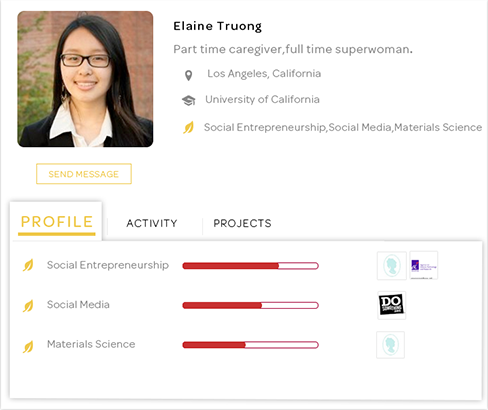 Elaine Truong
Part time caregiver,full time superwoman.
Los Angeles, California
University of California
Social Entrepreneurship,Social Media,Materials Science
SEND MESSAGE
PROFILE
ACTIVITY
PROJECTS
Social Entrepreneurship
Social Media
DO
SOMETHING
Materials Science